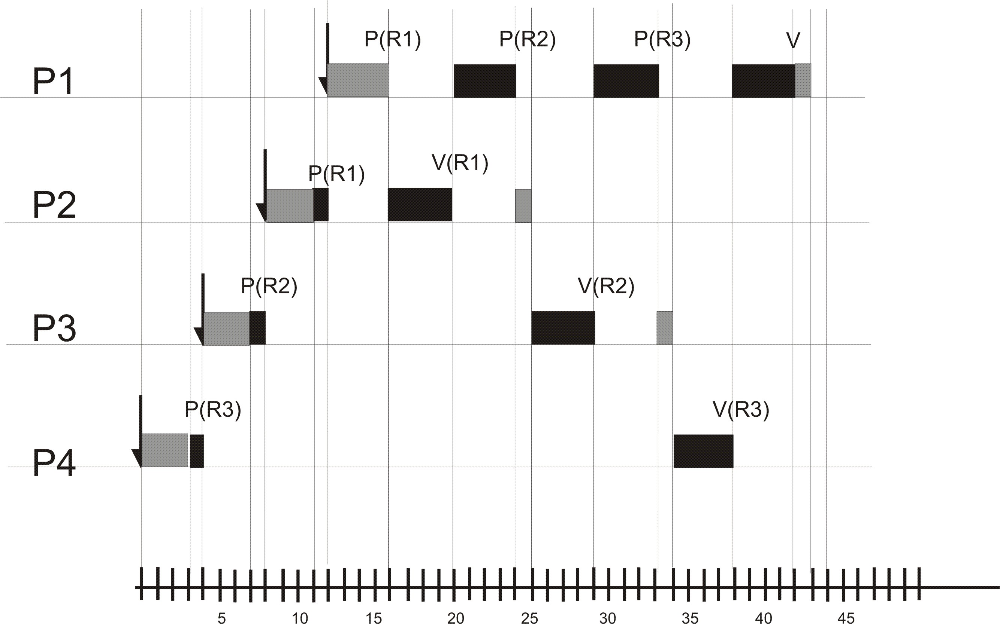 P(R1) P(R2) P(R3) V
P1
P(R1) V(R1)
P2
P(R2) V(R2)
P3
P(R3) V(R3)
P4
5 10 15 20 25 30 35 40 45